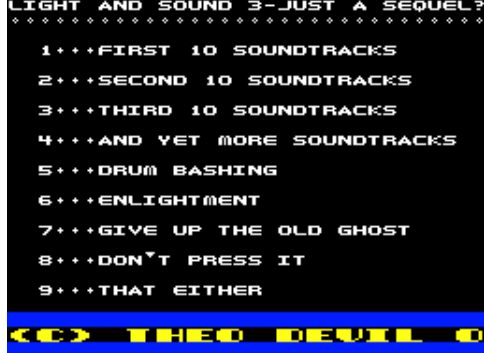 LIGHT AND SOUND 3-JUST A SEQUEL?
1···FIRST 10 SOUNDTRACKS
2···SECOND 10 SOUNDTRACKS
3···THIRD 10 SOUNDTRACKS
4···AND YET MORE SOUNDTRACKS
5···DRUM BASHING
6···ENLIGHTMENT
7···GIVE UP THE OLD GHOST
8···DON'T PRESS IT
9···THAT EITHER
<C> THEO DEVIL O